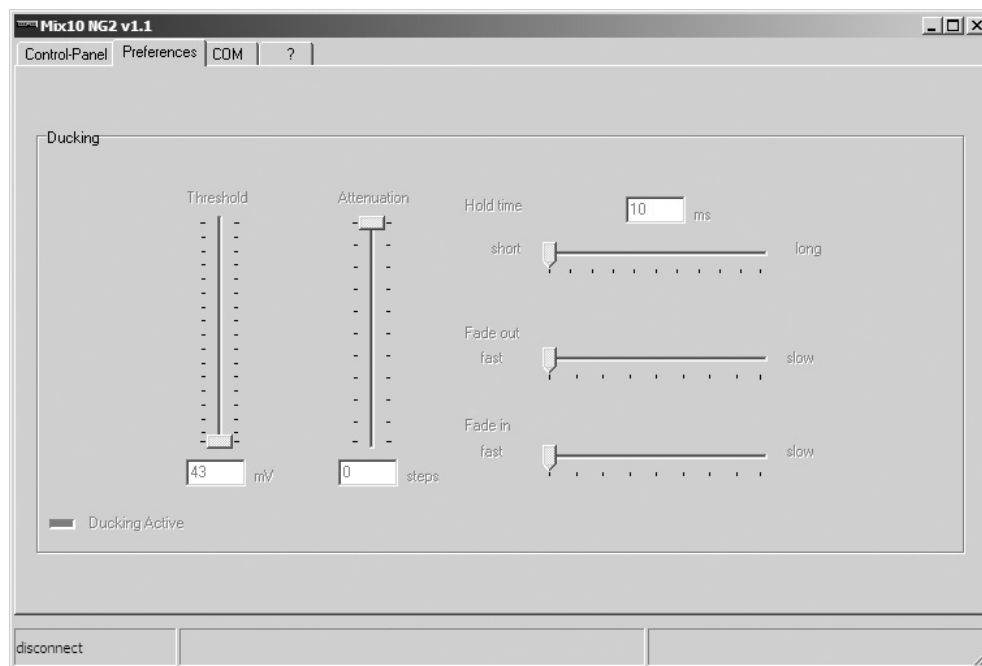 Mix10 NG2 v1.1
Control-Panel Preferences COM ?
Ducking
Threshold
43 mV
Attenuation
0 steps
Hold time 10 ms
short long
Fade out
fast slow
Fade in
fast slow
Ducking Active
disconnect